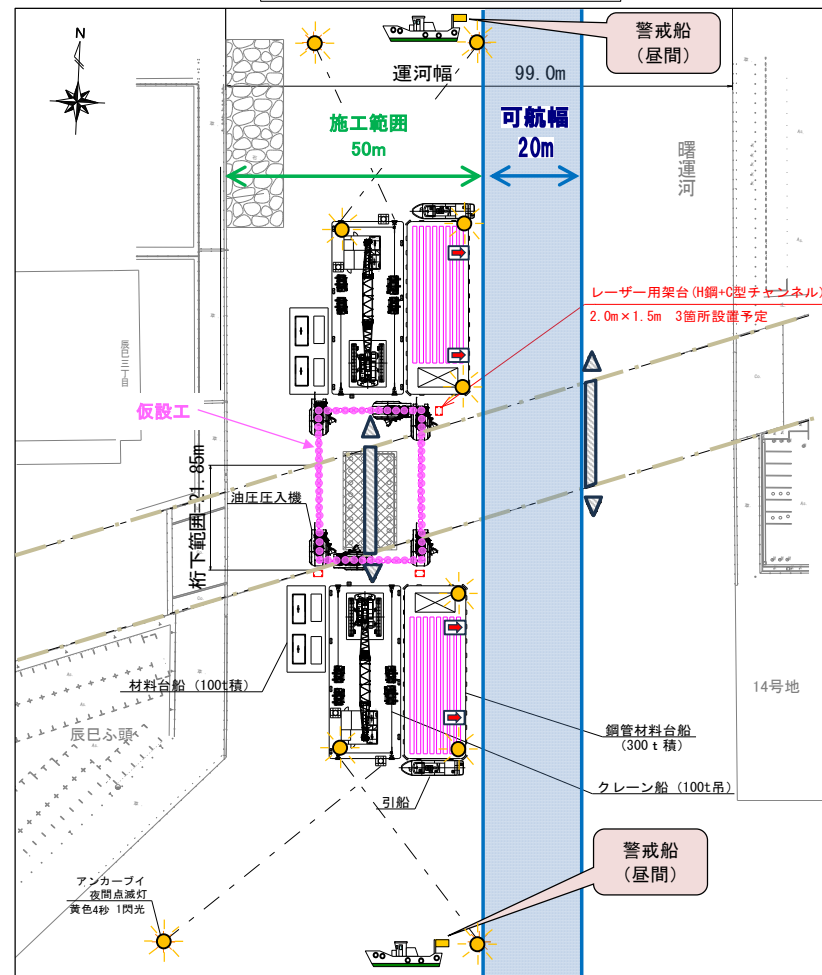 N
警戒船
(昼間)
運河幅
99.0m
施工範囲
50m
可航幅
20m
曙運河
レーザー用架台(H鋼+C型チャンネル)
2.0m×1.5m 3箇所設置予定
辰巳三丁目
仮設工
油圧圧入機
桁下範囲=21.85m
材料台船 (100t積)
辰巳ふ頭
14号地
鋼管材料台船
(300t積)
クレーン船 (100t吊)
引船
警戒船
(昼間)
アンカーブイ
夜間点滅灯
黄色4秒 1閃光